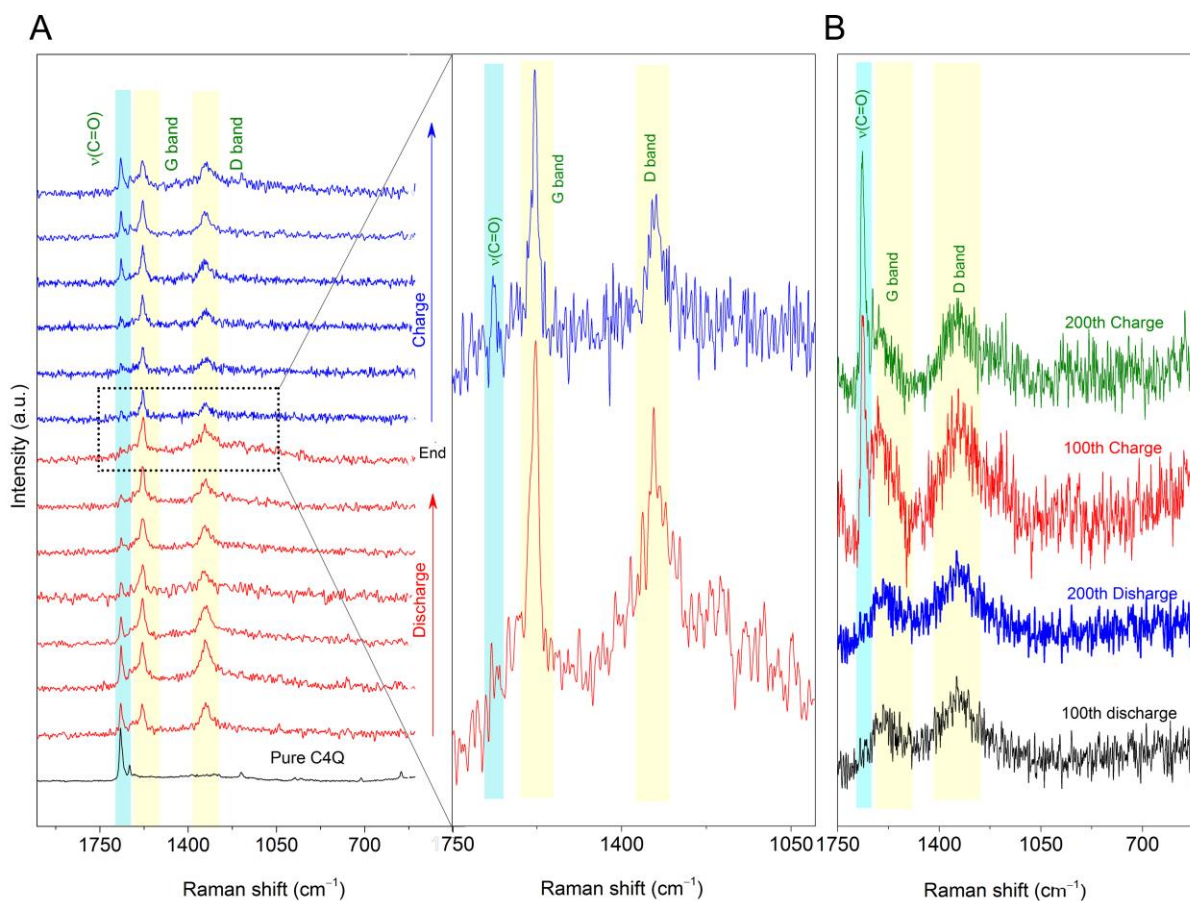 A
B
ν(C=O)
G band
D band
ν(C=O)
G band
D band
ν(C=O)
G band
D band
Charge
End
Discharge
Pure C4Q
200th Charge
100th Charge
200th Disharge
100th discharge
Intensity (a.u.)
1750 1400 1050 700
1750 1400 1050
1750 1400 1050 700
Raman shift (cm⁻¹)
Raman shift (cm⁻¹)
Raman shift (cm⁻¹)